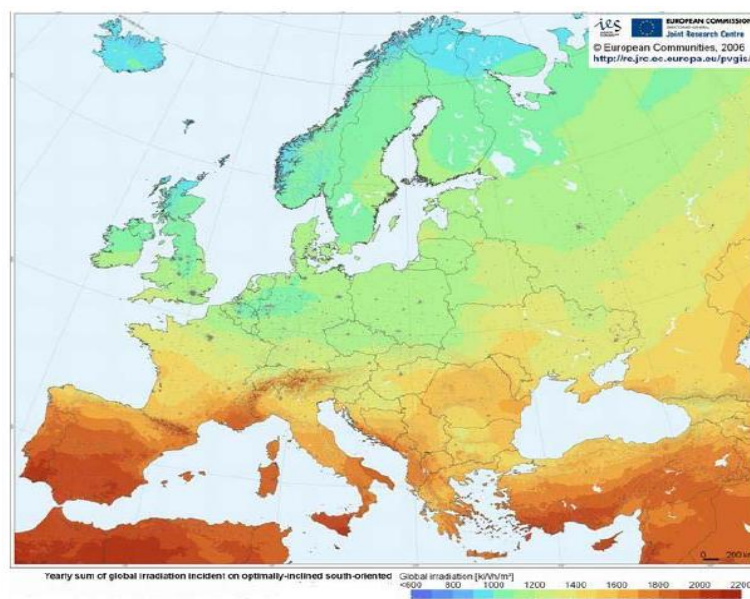 ies
EUROPEAN COMMISSION
Joint Research Centre
© European Communities, 2006
http://re.jrc.ec.europa.eu/pvgis/
0 200 k
Yearly sum of global irradiation incident on optimally-inclined south-oriented
Global irradiation [kWh/m²]
<600 800 1000 1200 1400 1600 1800 2000 2200